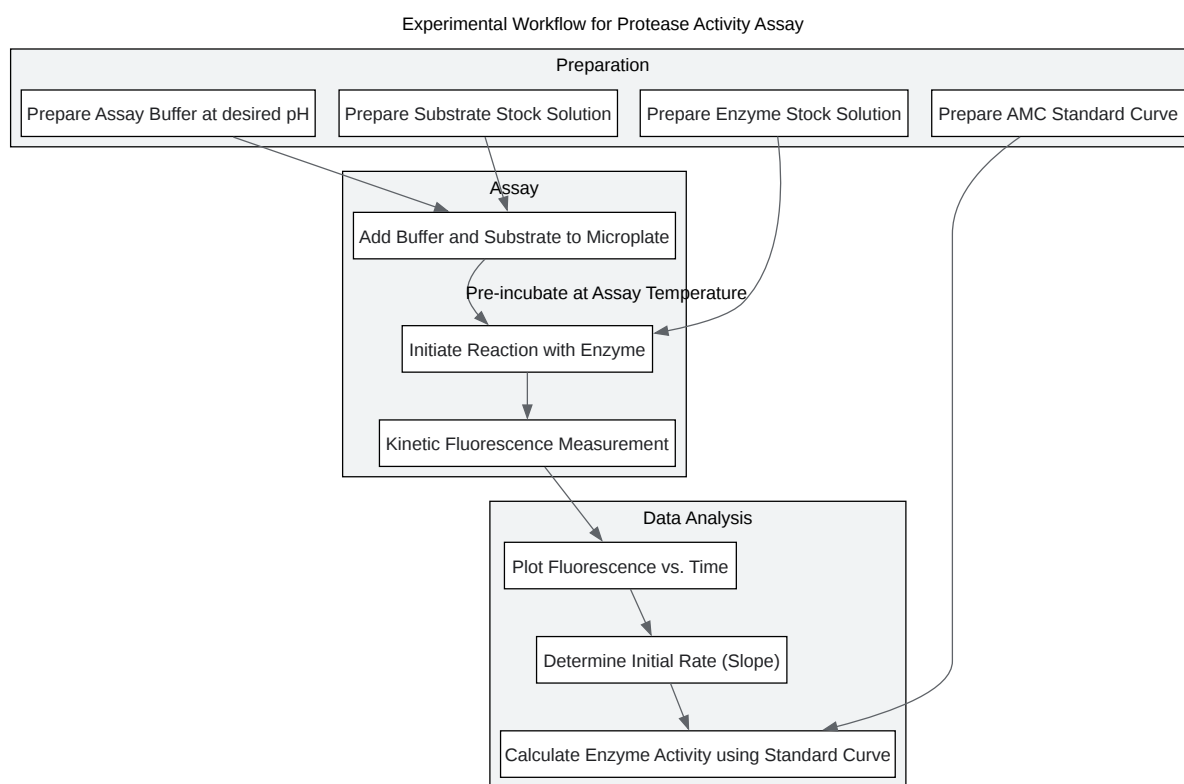 Experimental Workflow for Protease Activity Assay
Preparation
Prepare Assay Buffer at desired pH
Prepare Substrate Stock Solution
Prepare Enzyme Stock Solution
Prepare AMC Standard Curve
Assay
Add Buffer and Substrate to Microplate
Pre-incubate at Assay Temperature
Initiate Reaction with Enzyme
Kinetic Fluorescence Measurement
Data Analysis
Plot Fluorescence vs. Time
Determine Initial Rate (Slope)
Calculate Enzyme Activity using Standard Curve